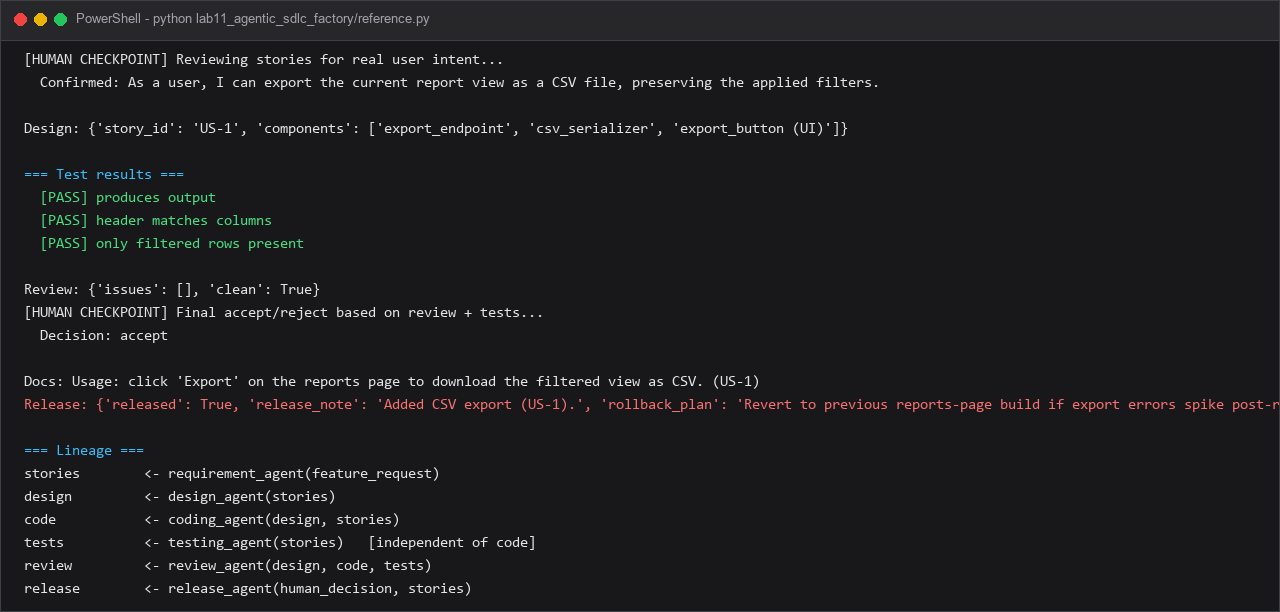 PowerShell - python lab11_agentic_sdlc_factory/reference.py
[HUMAN CHECKPOINT] Reviewing stories for real user intent...
  Confirmed: As a user, I can export the current report view as a CSV file, preserving the applied filters.
Design: {'story_id': 'US-1', 'components': ['export_endpoint', 'csv_serializer', 'export_button (UI)']}
=== Test results ===
  [PASS] produces output
  [PASS] header matches columns
  [PASS] only filtered rows present
Review: {'issues': [], 'clean': True}
[HUMAN CHECKPOINT] Final accept/reject based on review + tests...
  Decision: accept
Docs: Usage: click 'Export' on the reports page to download the filtered view as CSV. (US-1)
Release: {'released': True, 'release_note': 'Added CSV export (US-1).', 'rollback_plan': 'Revert to previous reports-page build if export errors spike post-r
=== Lineage ===
stories        <- requirement_agent(feature_request)
design         <- design_agent(stories)
code           <- coding_agent(design, stories)
tests          <- testing_agent(stories)   [independent of code]
review         <- review_agent(design, code, tests)
release        <- release_agent(human_decision, stories)